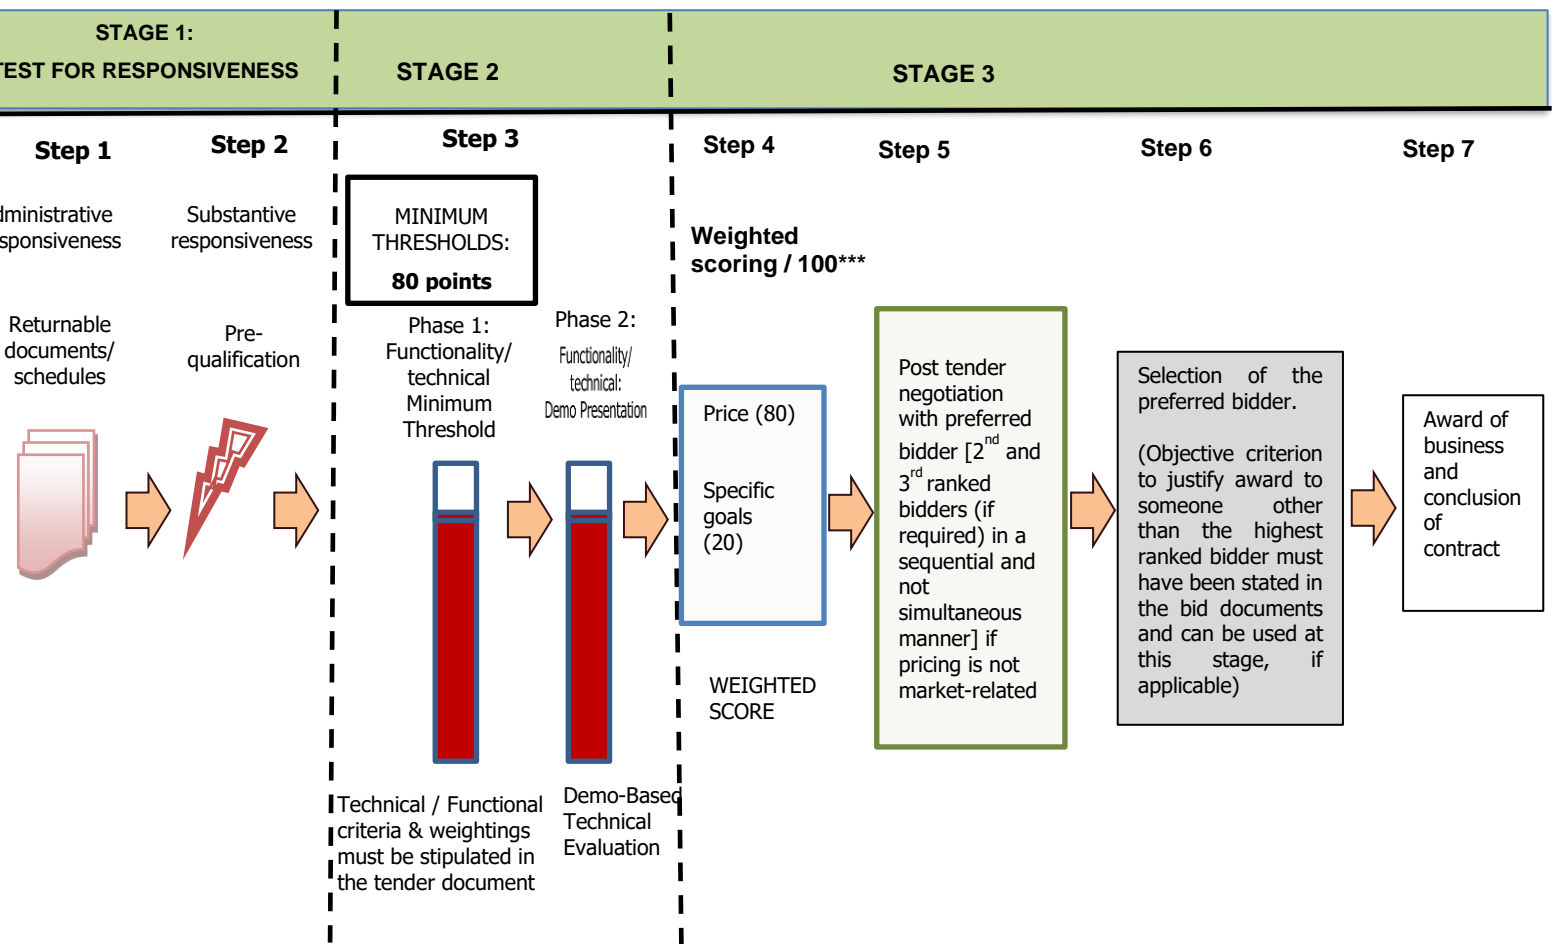 STAGE 1:
TEST FOR RESPONSIVENESS
STAGE 2
STAGE 3
Step 1
Step 2
Step 3
Step 4
Step 5
Step 6
Step 7
dministrative
sponsiveness
Substantive
responsiveness
MINIMUM
THRESHOLDS:
80 points
Weighted
scoring / 100***
Returnable
documents/
schedules
Pre-
qualification
Phase 1:
Functionality/
technical
Minimum
Threshold
Phase 2:
Functionality/
technical:
Demo Presentation
Price (80)
Specific
goals
(20)
WEIGHTED
SCORE
Post tender
negotiation
with preferred
bidder [2nd and
3rd ranked
bidders (if
required) in a
sequential and
not
simultaneous
manner] if
pricing is not
market-related
Selection of the
preferred bidder.
(Objective criterion
to justify award to
someone other
than the highest
ranked bidder must
have been stated in
the bid documents
and can be used at
this stage, if
applicable)
Award of
business
and
conclusion
of
contract
Technical / Functional
criteria & weightings
must be stipulated in
the tender document
Demo-Based
Technical
Evaluation